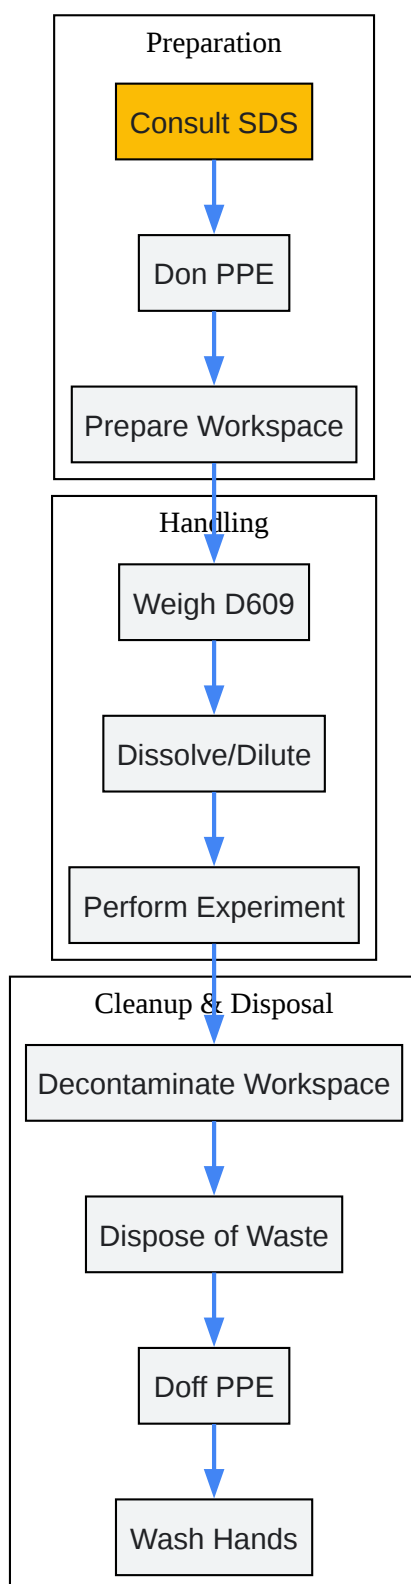 Preparation
Consult SDS
Don PPE
Prepare Workspace
Handling
Weigh D609
Dissolve/Dilute
Perform Experiment
Cleanup & Disposal
Decontaminate Workspace
Dispose of Waste
Doff PPE
Wash Hands